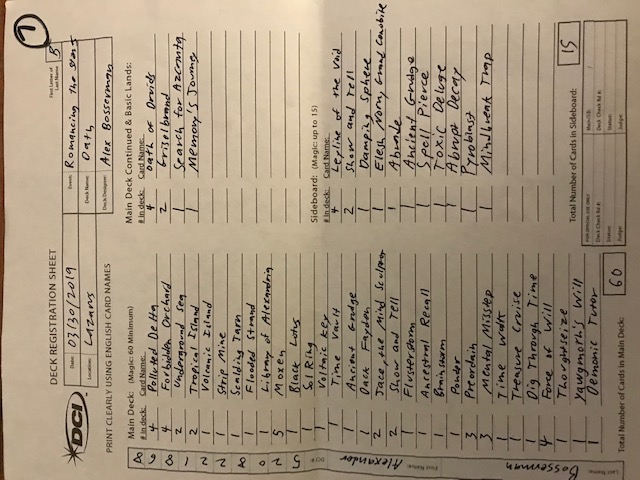 7
DECK REGISTRATION SHEET
First Letter of Last Name B
DCI
Date: 03/30/2019
Event: Romancing the Stones
Location: Lazarus
Deck Name: Oath
Deck Designer: Alex Bosserman
PRINT CLEARLY USING ENGLISH CARD NAMES
Main Deck: (Magic: 60 Minimum)
# in deck: Card Name:
4 Polluted Delta
4 Forbidden Orchard
2 Underground Sea
2 Tropical Island
1 Volcanic Island
1 Strip Mine
1 Scalding Tarn
1 Flooded Strand
1 Library of Alexandria
5 Moxen
1 Black Lotus
1 Sol Ring
1 Voltaic Key
1 Time Vault
1 Ancient Grudge
1 Dack Fayden
2 Jace, the Mind Sculptor
2 Show and Tell
1 Flusterstorm
1 Ancestral Recall
1 Brainstorm
1 Ponder
3 Preordain
3 Mental Misstep
1 Time Walk
1 Treasure Cruise
1 Dig Through Time
4 Force of Will
1 Thoughtseize
1 Yawgmoth's Will
1 Demonic Tutor
Total Number of Cards in Main Deck: 60
Main Deck Continued & Basic Lands:
# in deck: Card Name:
4 Oath of Druids
2 Griselbrand
1 Search for Azcanta
1 Memory's Journey
Sideboard: (Magic: up to 15)
# in deck: Card Name:
4 Leyline of the Void
2 Show and Tell
1 Damping Sphere
1 Elesh Norn, Grand Cenobite
1 Abrade
1 Ancient Grudge
1 Spell Pierce
1 Toxic Deluge
1 Abrupt Decay
1 Pyroblast
1 Mindbreak Trap
Total Number of Cards in Sideboard: 15
FOR OFFICIAL USE ONLY
Main/SB:
Deck Check Rd #:
Deck Check Rd #:
Status:
Status:
Judge:
Judge:
Last Name: Bosserman
First Name: Alexander
DCI#: 5208221868